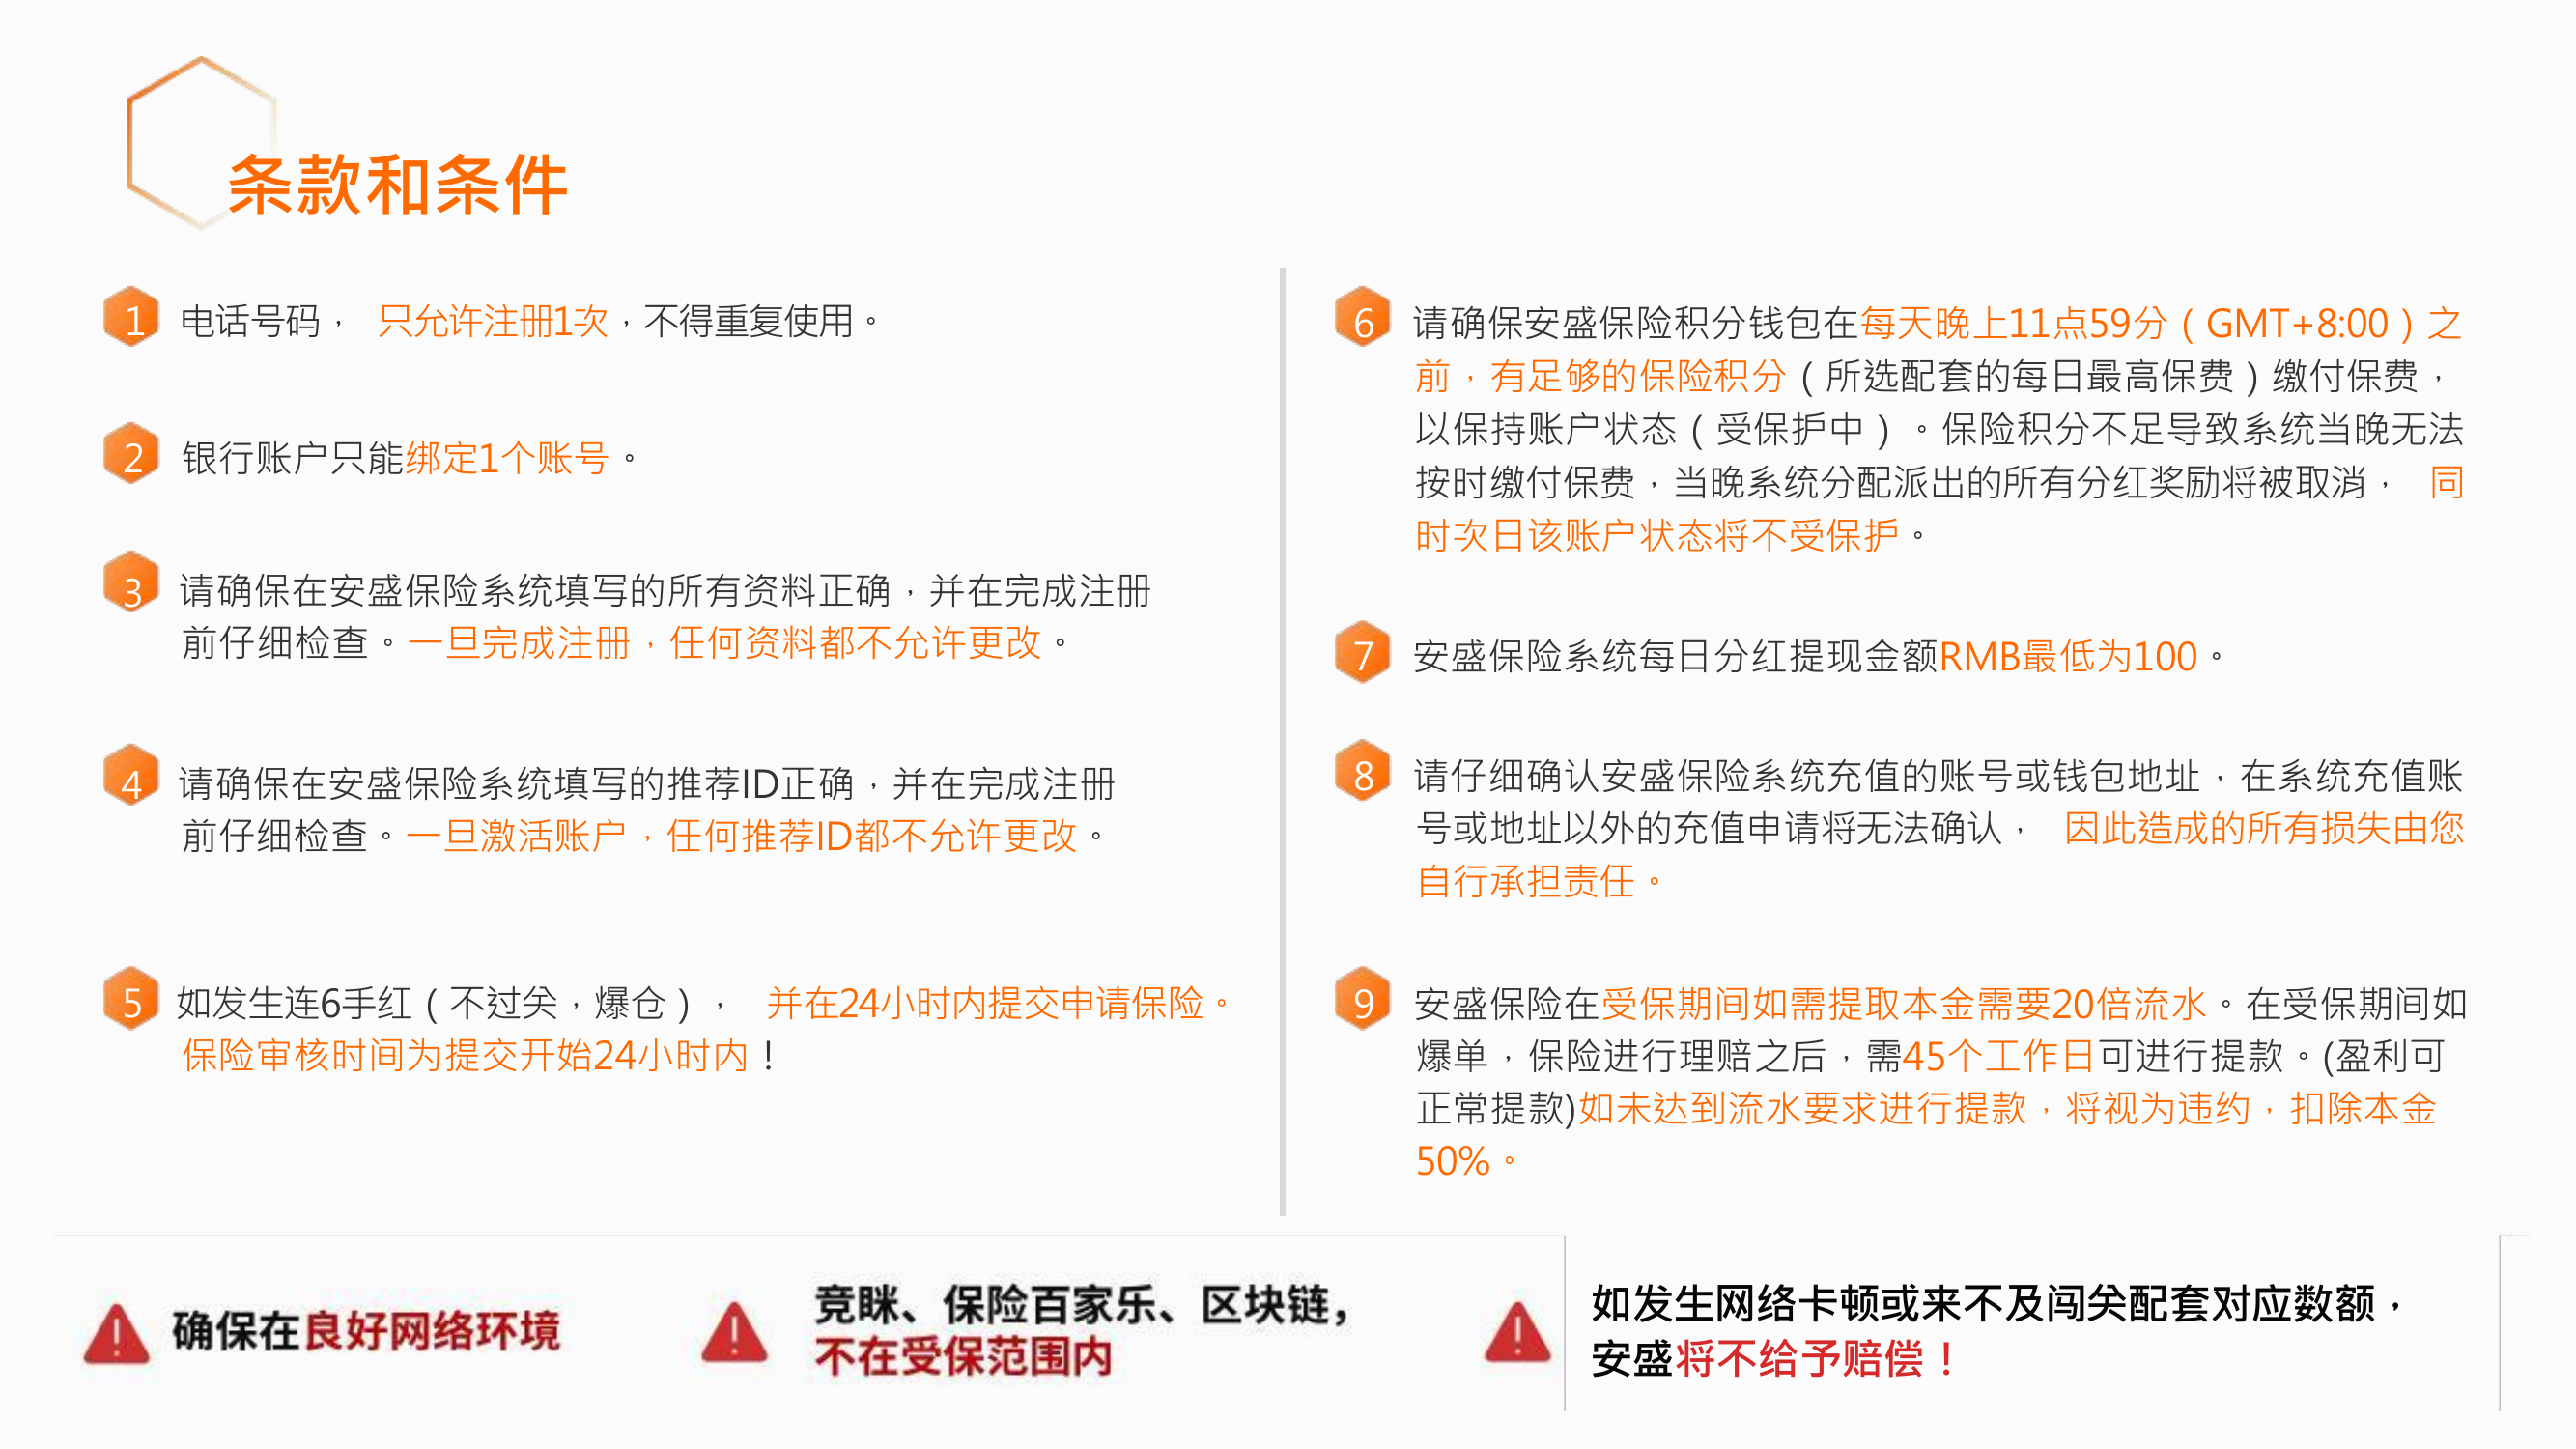 条款和条件
1 电话号码， 只允许注册1次，不得重复使用。
2 银行账户只能绑定1个账号。
3 请确保在安盛保险系统填写的所有资料正确，并在完成注册
前仔细检查。一旦完成注册，任何资料都不允许更改。
4 请确保在安盛保险系统填写的推荐ID正确，并在完成注册
前仔细检查。一旦激活账户，任何推荐ID都不允许更改。
5 如发生连6手红（不过关，爆仓）， 并在24小时内提交申请保险。
保险审核时间为提交开始24小时内！
6 请确保安盛保险积分钱包在每天晚上11点59分（GMT+8:00）之
前，有足够的保险积分（所选配套的每日最高保费）缴付保费，
以保持账户状态（受保护中）。保险积分不足导致系统当晚无法
按时缴付保费，当晚系统分配派出的所有分红奖励将被取消， 同
时次日该账户状态将不受保护。
7 安盛保险系统每日分红提现金额RMB最低为100。
8 请仔细确认安盛保险系统充值的账号或钱包地址，在系统充值账
号或地址以外的充值申请将无法确认， 因此造成的所有损失由您
自行承担责任。
9 安盛保险在受保期间如需提取本金需要20倍流水。在受保期间如
爆单，保险进行理赔之后，需45个工作日可进行提款。(盈利可
正常提款)如未达到流水要求进行提款，将视为违约，扣除本金
50%。
确保在良好网络环境
竞眯、保险百家乐、区块链，
不在受保范围内
如发生网络卡顿或来不及闯关配套对应数额，
安盛将不给予赔偿！